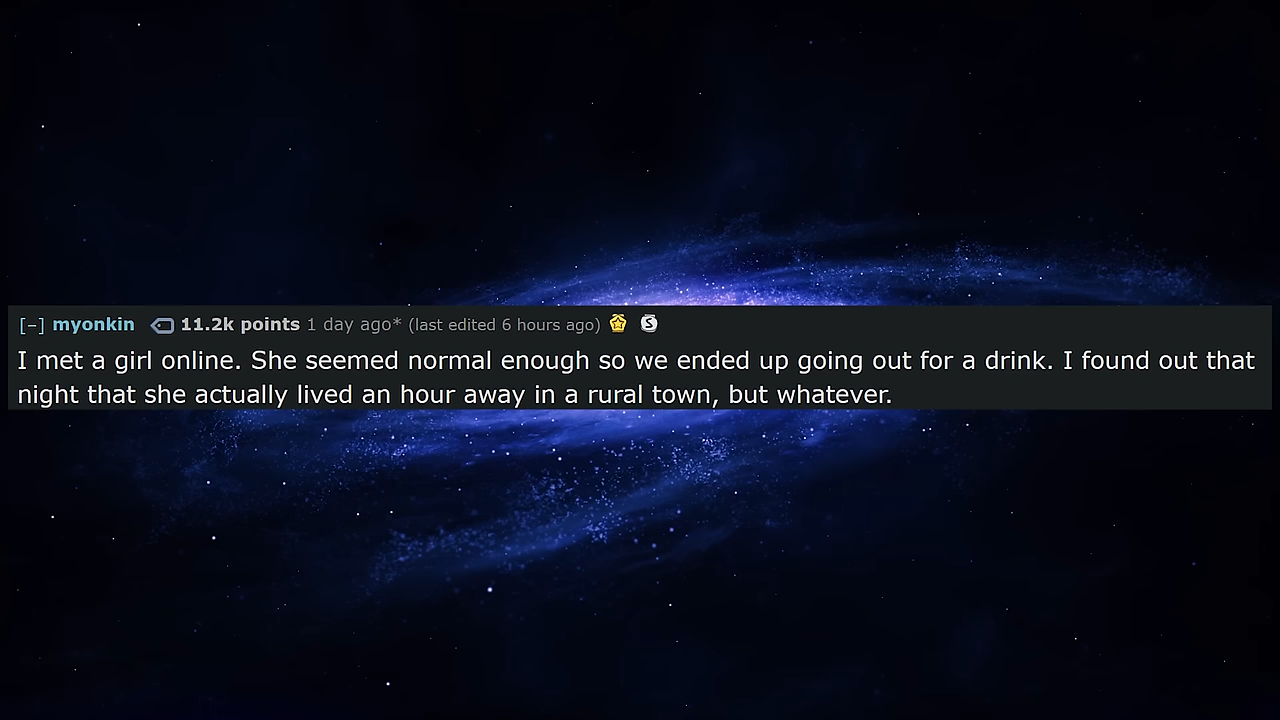 [–] myonkin 11.2k points 1 day ago* (last edited 6 hours ago) S
I met a girl online. She seemed normal enough so we ended up going out for a drink. I found out that
night that she actually lived an hour away in a rural town, but whatever.